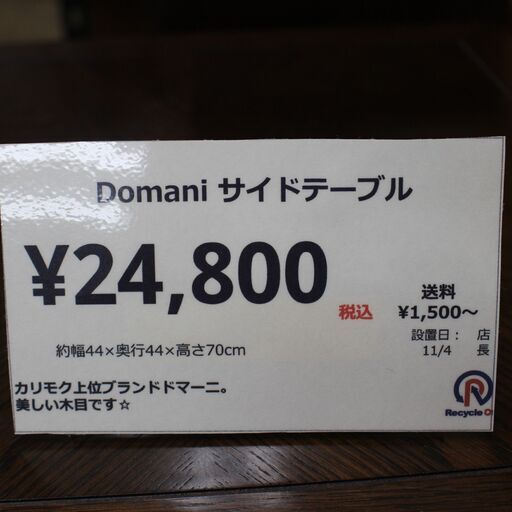 Domani サイドテーブル
¥24,800
税込
送料
¥1,500～
約幅44×奥行44×高さ70cm
設置日： 店
11/4 長
カリモク上位ブランドドマーニ。
美しい木目です☆
Recycle